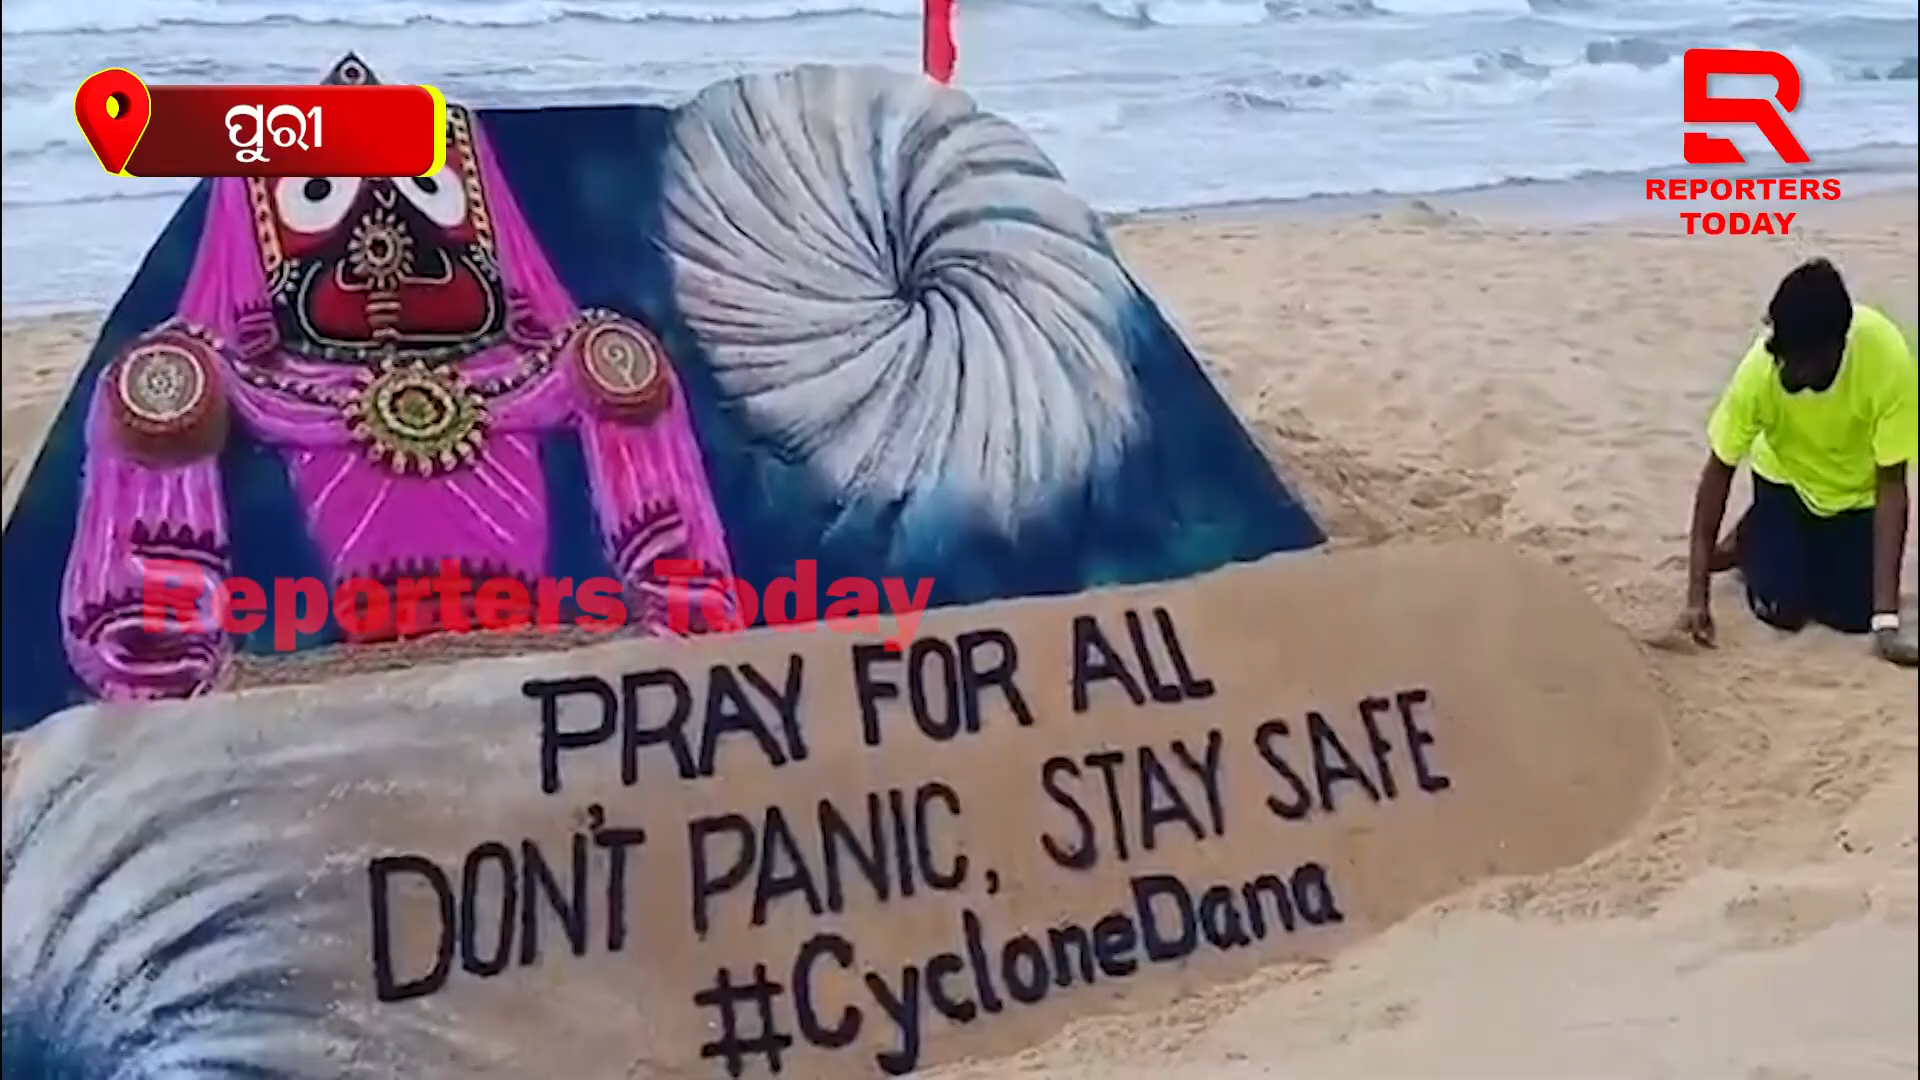 ପୁରୀ
REPORTERS
TODAY
Reporters Today
PRAY FOR ALL
DON'T PANIC, STAY SAFE
#CycloneDana